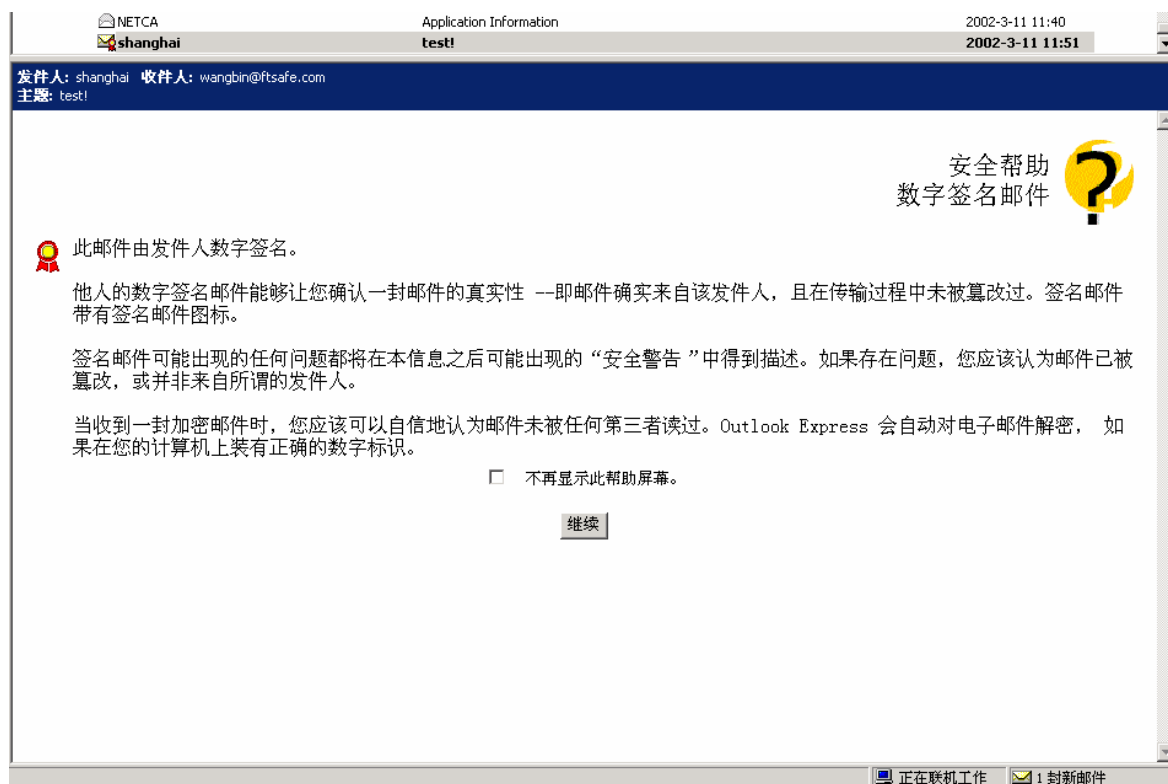 NETCA Application Information 2002-3-11 11:40
shanghai test! 2002-3-11 11:51
发件人: shanghai 收件人: wangbin@ftsafe.com
主题: test!
安全帮助
数字签名邮件
此邮件由发件人数字签名。
他人的数字签名邮件能够让您确认一封邮件的真实性 --即邮件确实来自该发件人，且在传输过程中未被篡改过。签名邮件
带有签名邮件图标。
签名邮件可能出现的任何问题都将在本信息之后可能出现的“安全警告 ”中得到描述。如果存在问题，您应该认为邮件已被
篡改，或并非来自所谓的发件人。
当收到一封加密邮件时，您应该可以自信地认为邮件未被任何第三者读过。Outlook Express 会自动对电子邮件解密， 如
果在您的计算机上装有正确的数字标识。
不再显示此帮助屏幕。
继续
正在联机工作 1 封新邮件